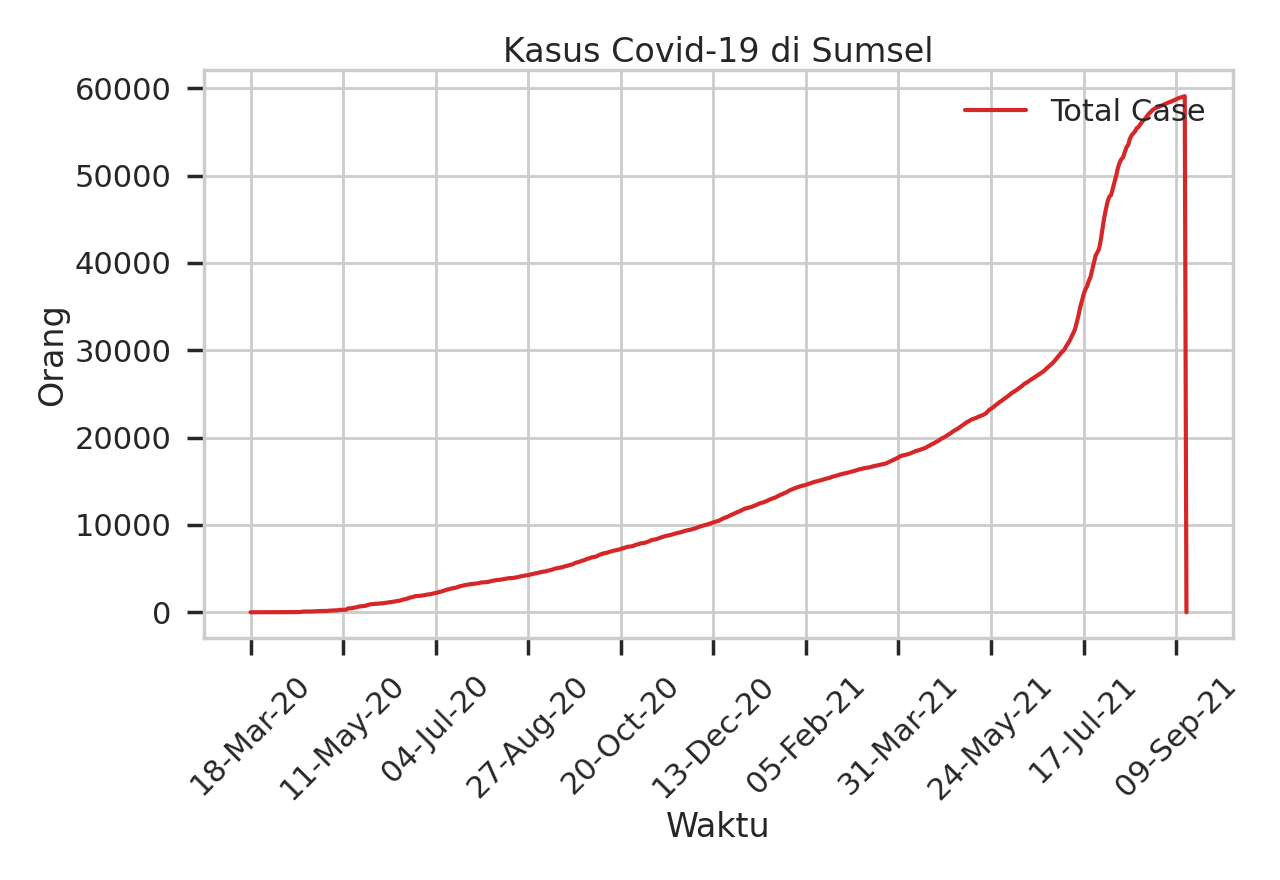 Kasus Covid-19 di Sumsel
Total Case
60000
50000
40000
30000
20000
10000
0
Orang
18-Mar-20
11-May-20
04-Jul-20
27-Aug-20
20-Oct-20
13-Dec-20
05-Feb-21
31-Mar-21
24-May-21
17-Jul-21
09-Sep-21
Waktu